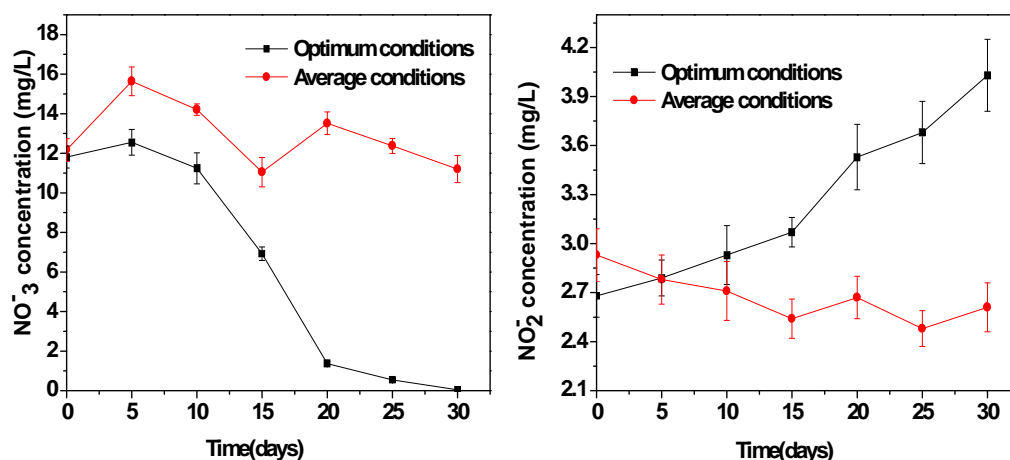 NO-3 concentration (mg/L)
18
16
14
12
10
8
6
4
2
0
Optimum conditions
Average conditions
0 5 10 15 20 25 30
Time(days)
NO-2 concentration (mg/L)
4.2
3.9
3.6
3.3
3.0
2.7
2.4
2.1
Optimum conditions
Average conditions
0 5 10 15 20 25 30
Time(days)